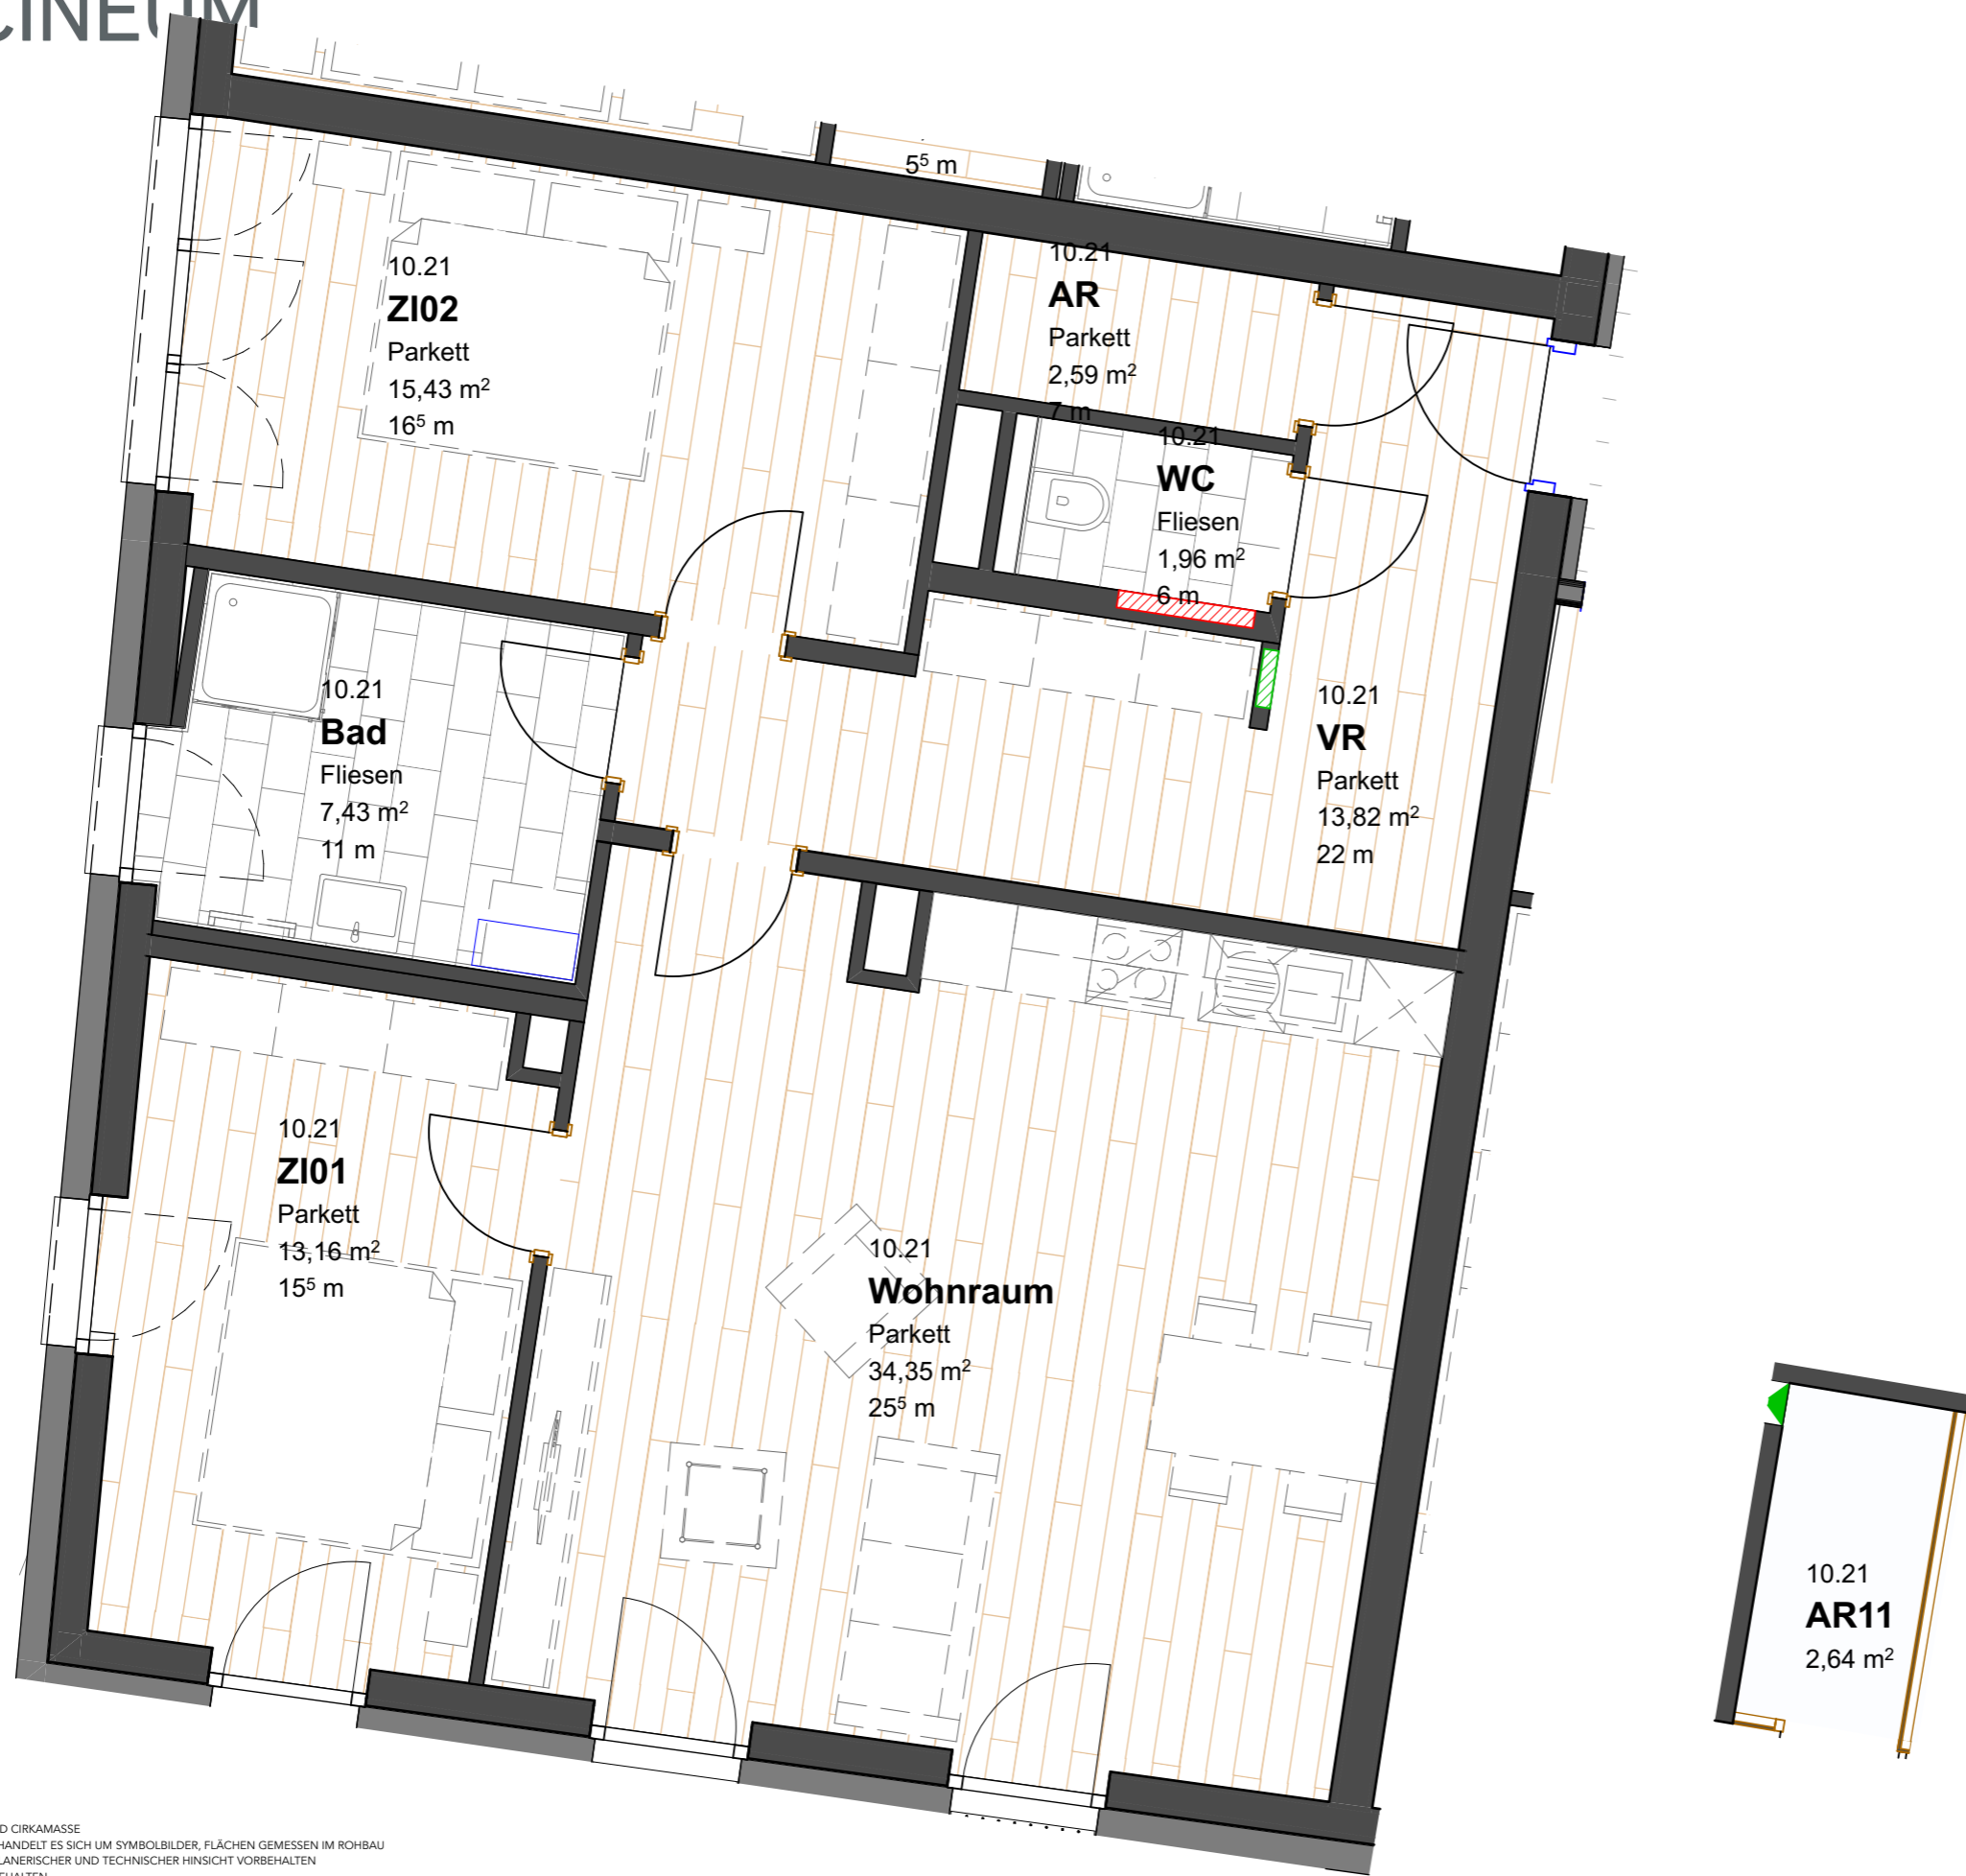 CINEUM
5⁵ m
10.21
ZI02
Parkett
15,43 m²
16⁵ m
10.21
AR
Parkett
2,59 m²
7 m
10.21
WC
Fliesen
1,96 m²
6 m
10.21
Bad
Fliesen
7,43 m²
11 m
10.21
VR
Parkett
13,82 m²
22 m
10.21
ZI01
Parkett
13,16 m²
15⁵ m
10.21
Wohnraum
Parkett
34,35 m²
25⁵ m
10.21
AR11
2,64 m²
D CIRKAMASSE
HANDELT ES SICH UM SYMBOLBILDER, FLÄCHEN GEMESSEN IM ROHBAU
LANERISCHER UND TECHNISCHER HINSICHT VORBEHALTEN